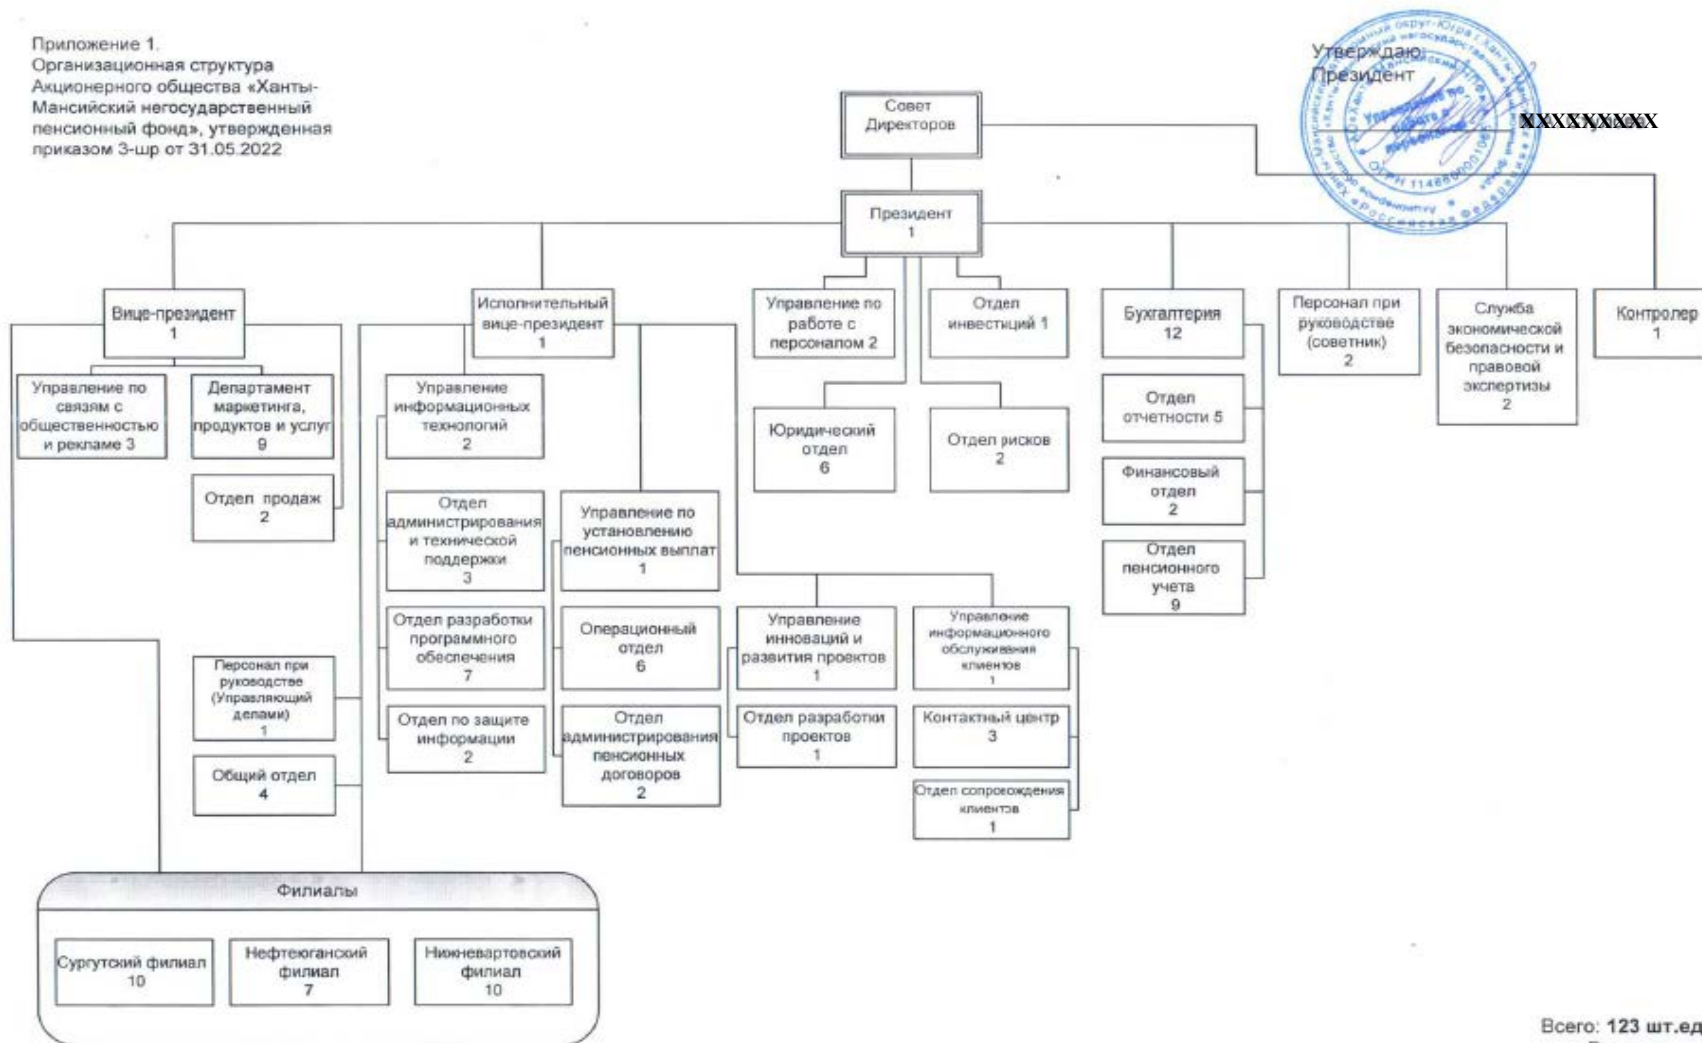 Приложение 1.
Организационная структура
Акционерного общества «Ханты-
Мансийский негосударственный
пенсионный фонд», утвержденная
приказом 3-шр от 31.05.2022
Утверждаю:
Президент
XXXXXXXXX
Управление по
работе с
персоналом
Совет
Директоров
Президент
1
Вице-президент
1
Исполнительный
вице-президент
1
Управление по
работе с
персоналом 2
Отдел
инвестиций 1
Бухгалтерия
12
Персонал при
руководстве
(советник)
2
Служба
экономической
безопасности и
правовой
экспертизы
2
Контролер
1
Управление по
связям с
общественностью
и рекламе 3
Департамент
маркетинга,
продуктов и услуг
9
Отдел продаж
2
Управление
информационных
технологий
2
Юридический
отдел
6
Отдел рисков
2
Отдел
отчетности 5
Финансовый
отдел
2
Отдел
пенсионного
учета
9
Отдел
администрирования
и технической
поддержки
3
Управление по
установлению
пенсионных выплат
1
Отдел разработки
программного
обеспечения
7
Операционный
отдел
6
Управление
инноваций и
развития проектов
1
Управление
информационного
обслуживания
клиентов
1
Персонал при
руководстве
(Управляющий
делами)
1
Отдел по защите
информации
2
Отдел
администрирования
пенсионных
договоров
2
Отдел разработки
проектов
1
Контактный центр
3
Общий отдел
4
Отдел сопровождения
клиентов
1
Филиалы
Сургутский филиал
10
Нефтеюганский
филиал
7
Нижневартовский
филиал
10
Всего: 123 шт.ед